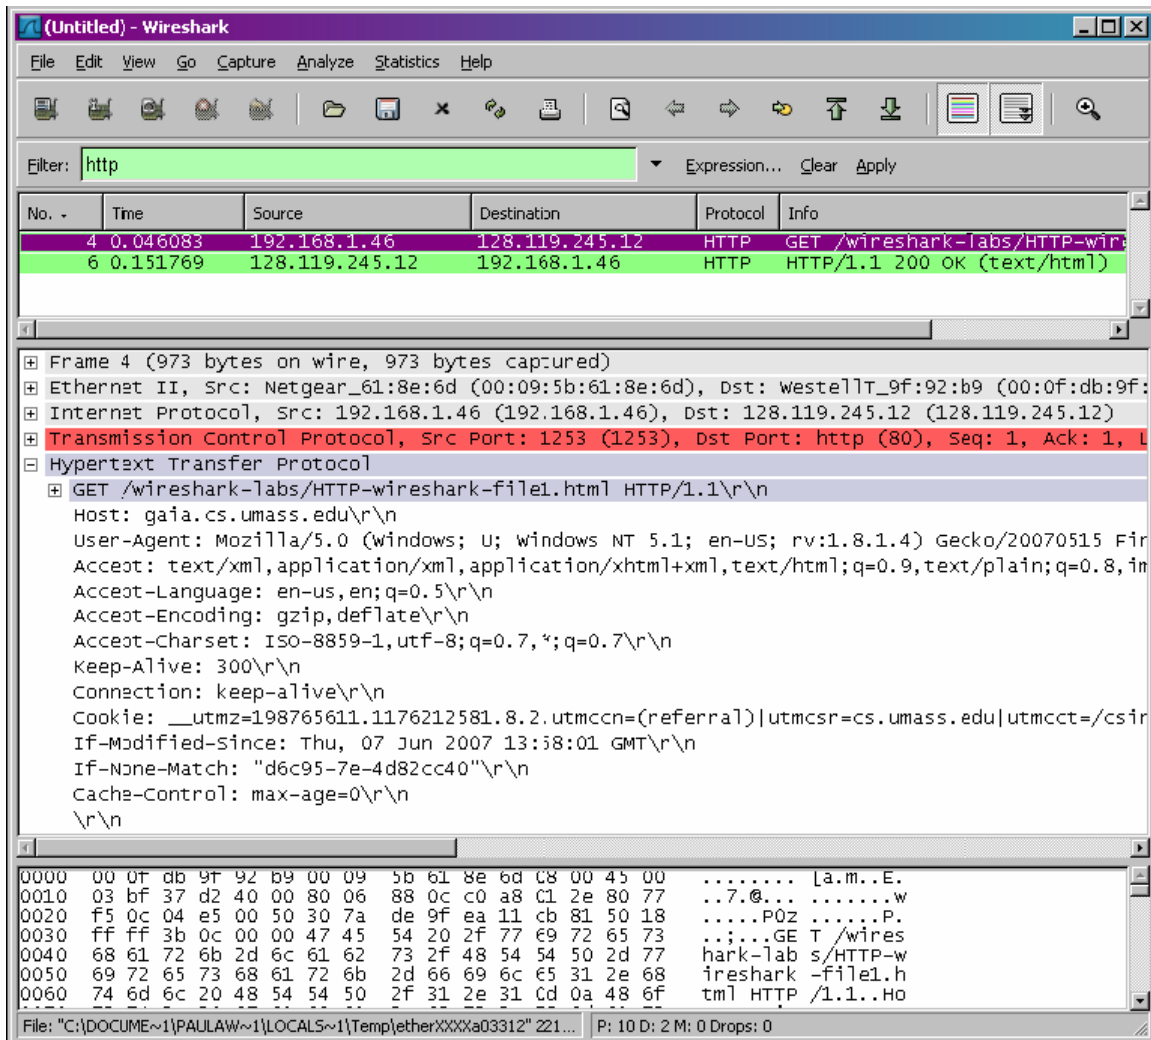 (Untitled) - Wireshark
File Edit View Go Capture Analyze Statistics Help
Filter: http Expression... Clear Apply
No. Time Source Destination Protocol Info
4 0.046083 192.168.1.46 128.119.245.12 HTTP GET /wireshark-labs/HTTP-wire
6 0.151769 128.119.245.12 192.168.1.46 HTTP HTTP/1.1 200 OK (text/html)
Frame 4 (973 bytes on wire, 973 bytes captured)
Ethernet II, Src: Netgear_61:8e:6d (00:09:5b:61:8e:6d), Dst: WestellT_9f:92:b9 (00:0f:db:9f:
Internet Protocol, Src: 192.168.1.46 (192.168.1.46), Dst: 128.119.245.12 (128.119.245.12)
Transmission Control Protocol, Src Port: 1253 (1253), Dst Port: http (80), Seq: 1, Ack: 1, L
Hypertext Transfer Protocol
GET /wireshark-labs/HTTP-wireshark-file1.html HTTP/1.1\r\n
Host: gaia.cs.umass.edu\r\n
User-Agent: Mozilla/5.0 (Windows; U; Windows NT 5.1; en-US; rv:1.8.1.4) Gecko/20070515 Fir
Accept: text/xml,application/xml,application/xhtml+xml,text/html;q=0.9,text/plain;q=0.8,im
Accept-Language: en-us,en;q=0.5\r\n
Accept-Encoding: gzip,deflate\r\n
Accept-Charset: ISO-8859-1,utf-8;q=0.7,*;q=0.7\r\n
Keep-Alive: 300\r\n
Connection: keep-alive\r\n
Cookie: __utmz=198765611.1176212581.8.2.utmccn=(referral)|utmcsr=cs.umass.edu|utmcct=/csin
If-Modified-Since: Thu, 07 Jun 2007 13:58:01 GMT\r\n
If-None-Match: "d6c95-7e-4d82cc40"\r\n
Cache-Control: max-age=0\r\n
\r\n
0000 00 0f db 9f 92 b9 00 09 5b 61 8e 6d 08 00 45 00 ........ [a.m..E.
0010 03 bf 37 d2 40 00 80 06 88 0c c0 a8 01 2e 80 77 ..7.@... .......w
0020 f5 0c 04 e5 00 50 30 7a de 9f ea 11 cb 81 50 18 .....P0z ......P.
0030 ff ff 3b 0c 00 00 47 45 54 20 2f 77 69 72 65 73 ..;...GE T /wires
0040 68 61 72 6b 2d 6c 61 62 73 2f 48 54 54 50 2d 77 hark-lab s/HTTP-w
0050 69 72 65 73 68 61 72 6b 2d 66 69 6c 65 31 2e 68 ireshark -file1.h
0060 74 6d 6c 20 48 54 54 50 2f 31 2e 31 0d 0a 48 6f tml HTTP /1.1..Ho
File: "C:\DOCUME~1\PAULAW~1\LOCALS~1\Temp\etherXXXXa03312" 221... P: 10 D: 2 M: 0 Drops: 0